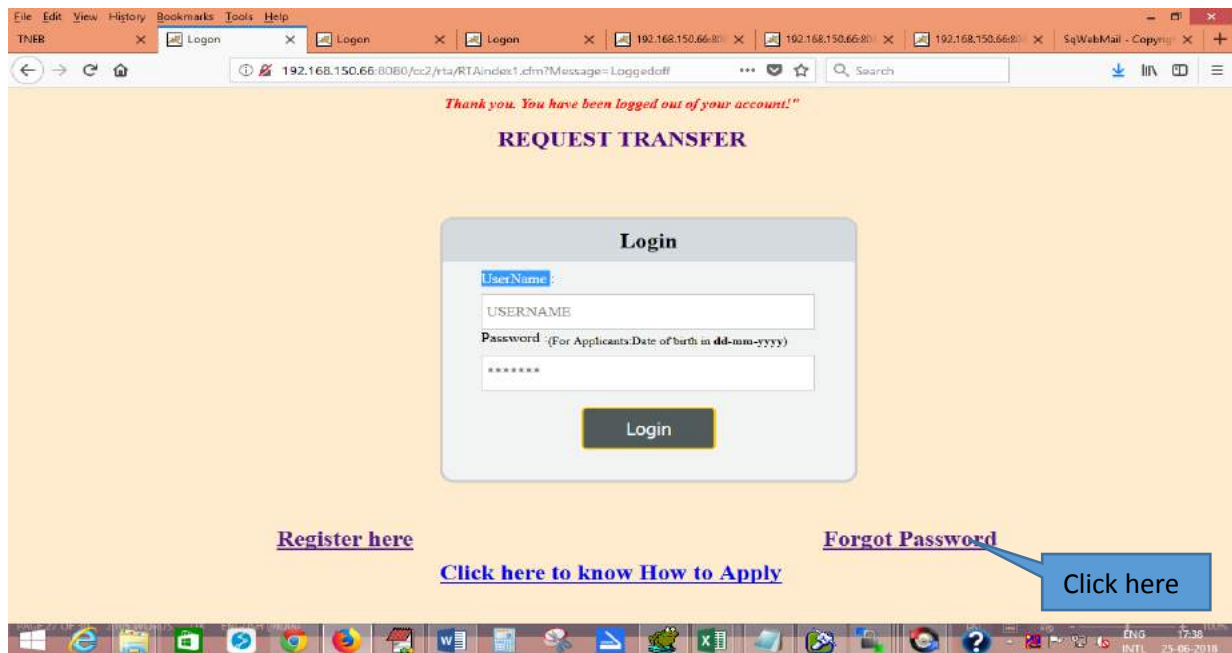 File Edit View History Bookmarks Tools Help
TNEB Logon Logon Logon 192.168.150.66:80 192.168.150.66:80 192.168.150.66:80 SqWebMail - Copyrig
192.168.150.66:8080/cc2/rta/RTAindex1.cfm?Message=Loggedoff Search
Thank you. You have been logged out of your account!"
REQUEST TRANSFER
Login
UserName :
USERNAME
Password :(For Applicants:Date of birth in dd-mm-yyyy)
*******
Login
Register here Forgot Password
Click here to know How to Apply
Click here
ENG 17:38
INTL 25-06-2018